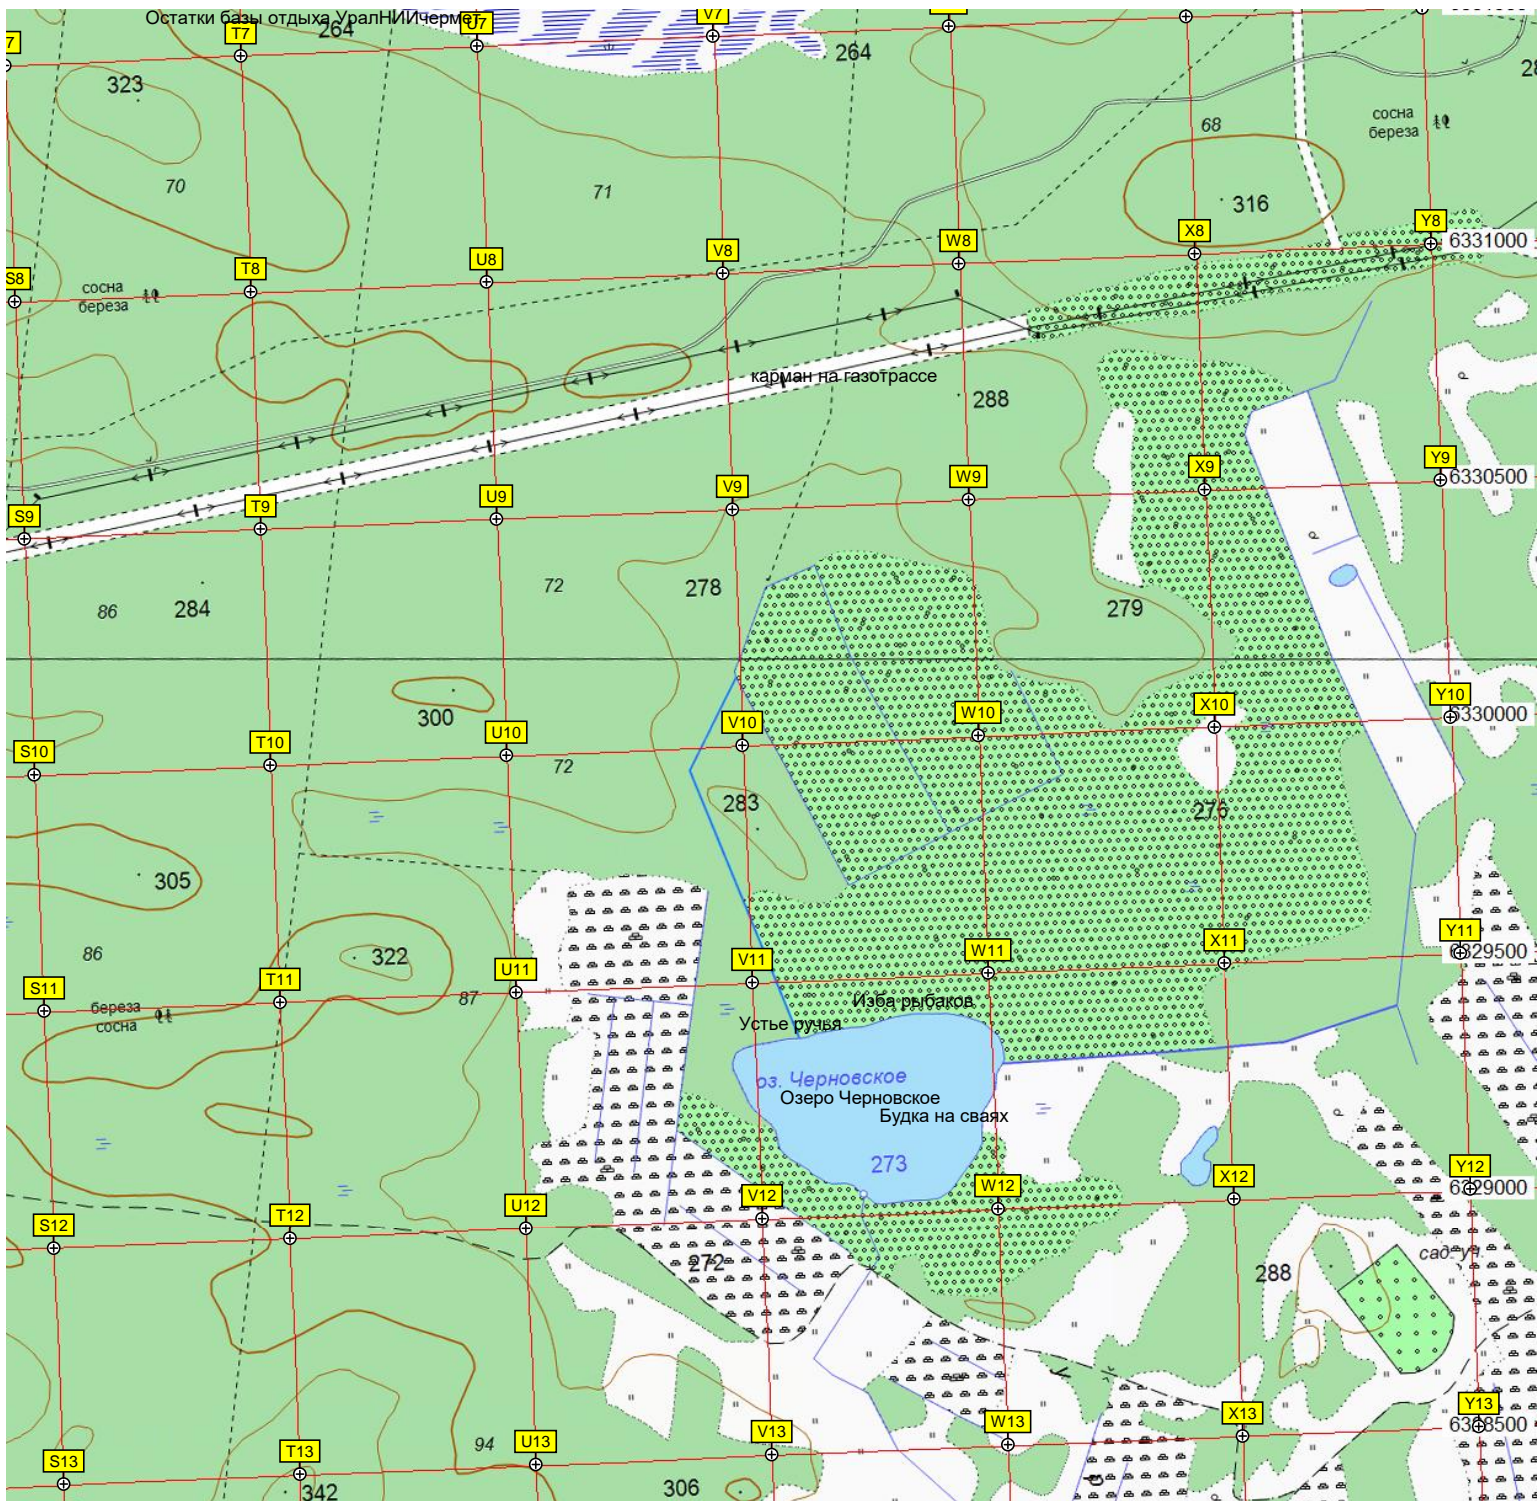 Остатки базы отдыха УралНИИчермет
T7
U7
V7
264
264
323
68
сосна
береза
70
71
316
Y8
6331000
X8
W8
V8
U8
T8
S8
сосна
береза
карман на газотрассе
288
Y9
6330500
X9
W9
V9
U9
T9
S9
72
278
279
86
284
300
Y10
6330000
X10
W10
V10
U10
T10
S10
72
283
276
305
86
322
Y11
6329500
X11
W11
V11
U11
T11
S11
87
береза
сосна
Изба рыбаков
Устье ручья
оз. Черновское
Озеро Черновское
Будка на сваях
273
Y12
6329000
X12
W12
V12
U12
T12
S12
272
288
сад. уч.
Y13
6328500
X13
W13
V13
U13
T13
S13
94
306
342